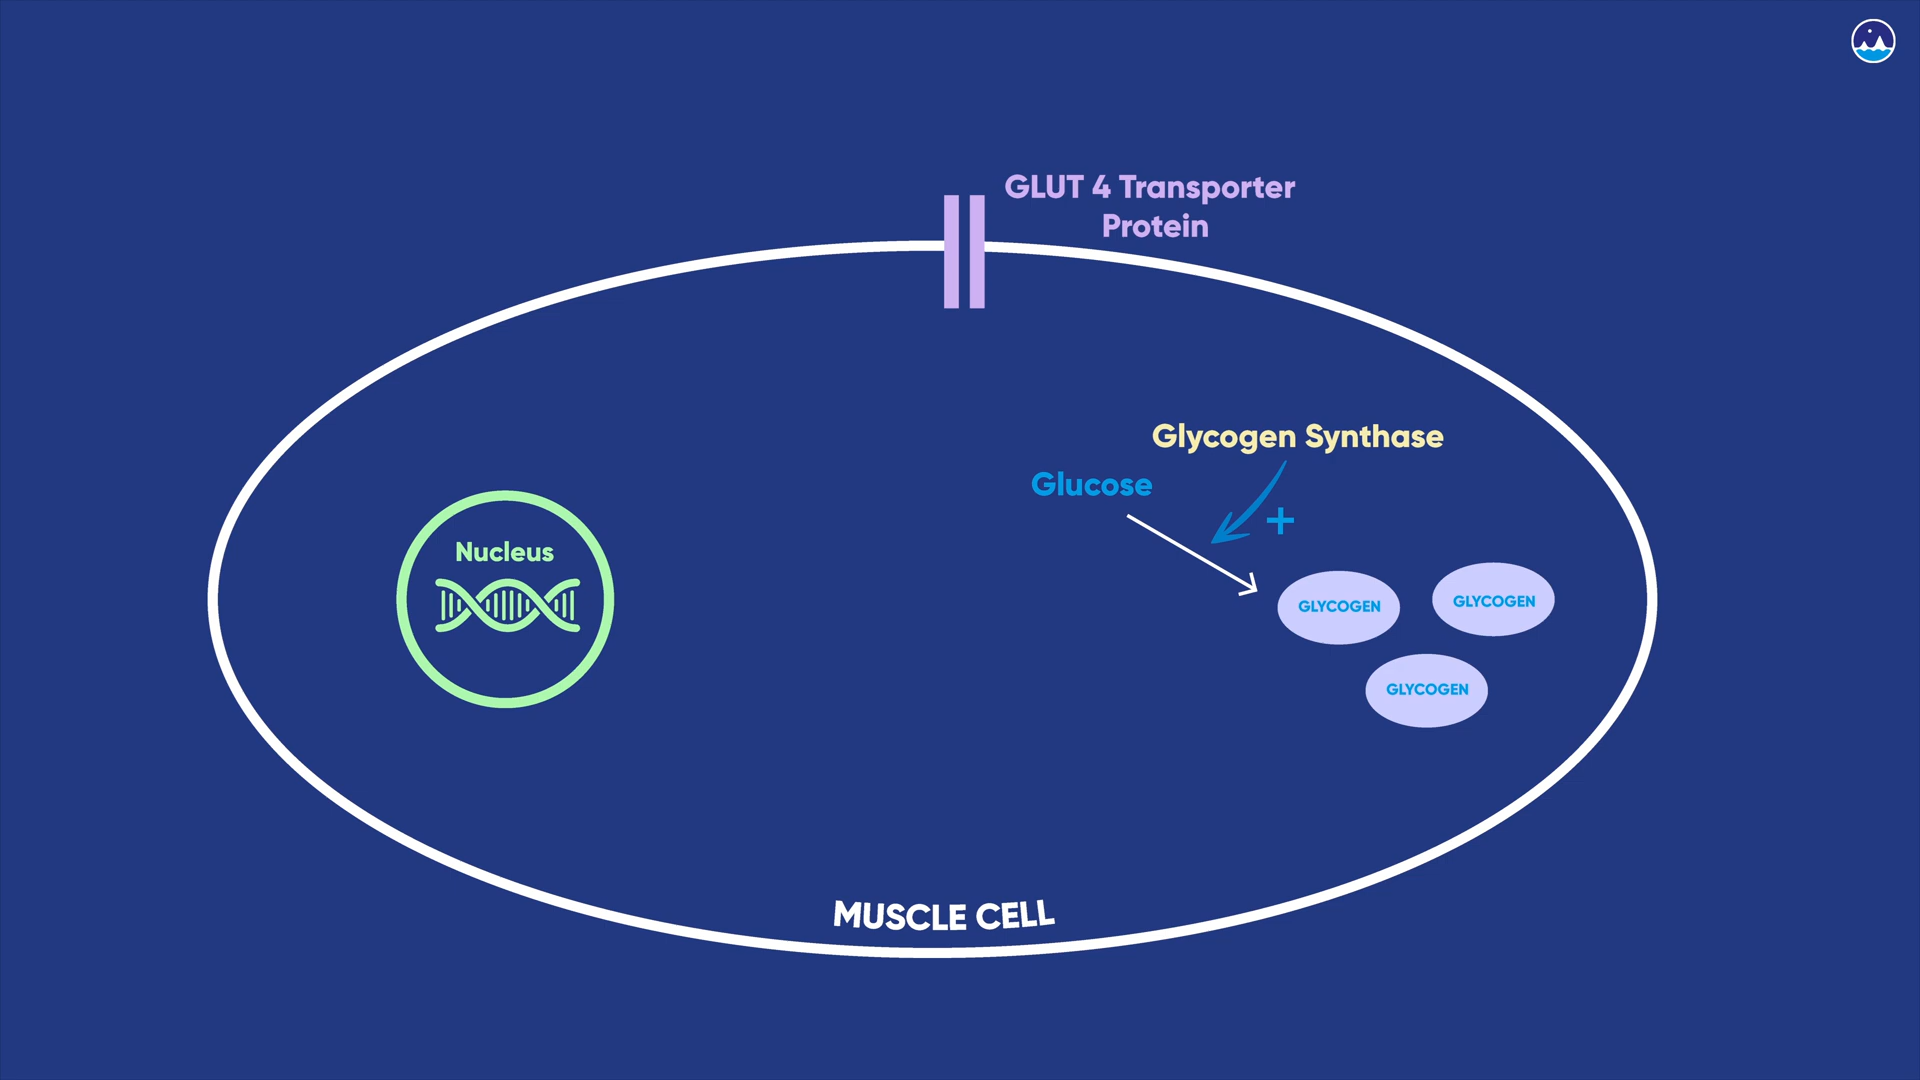 GLUT 4 Transporter
Protein
Glycogen Synthase
Glucose
+
Nucleus
GLYCOGEN
GLYCOGEN
GLYCOGEN
MUSCLE CELL